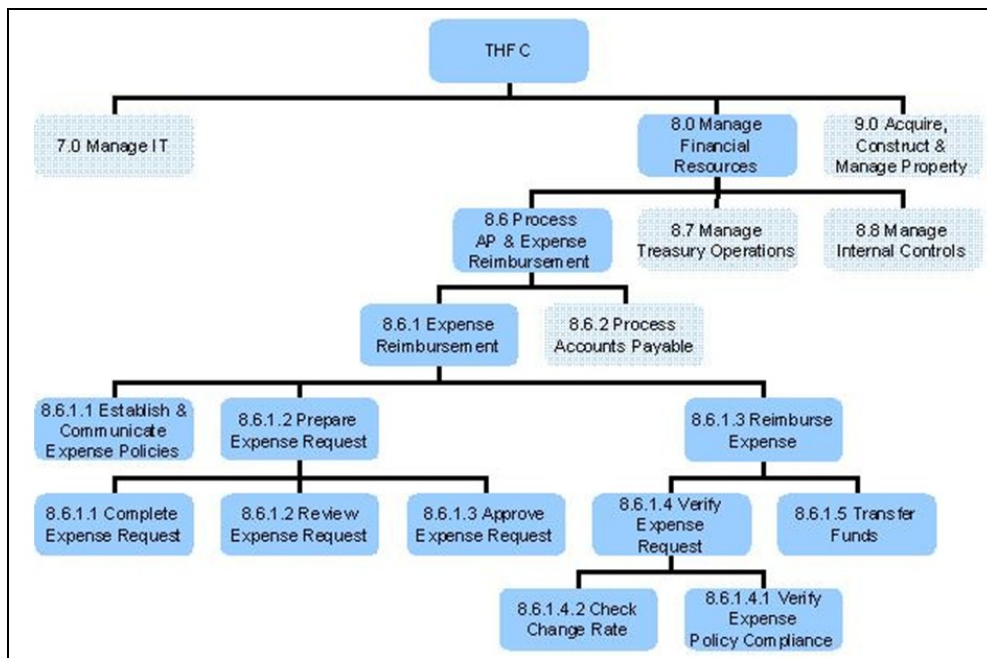 THFC
7.0 Manage IT
8.0 Manage
Financial
Resources
9.0 Acquire,
Construct &
Manage Property
8.6 Process
AP & Expense
Reimbursement
8.7 Manage
Treasury Operations
8.8 Manage
Internal Controls
8.6.1 Expense
Reimbursement
8.6.2 Process
Accounts Payable
8.6.1.1 Establish &
Communicate
Expense Policies
8.6.1.2 Prepare
Expense Request
8.6.1.3 Reimburse
Expense
8.6.1.1 Complete
Expense Request
8.6.1.2 Review
Expense Request
8.6.1.3 Approve
Expense Request
8.6.1.4 Verify
Expense
Request
8.6.1.5 Transfer
Funds
8.6.1.4.2 Check
Change Rate
8.6.1.4.1 Verify
Expense
Policy Compliance